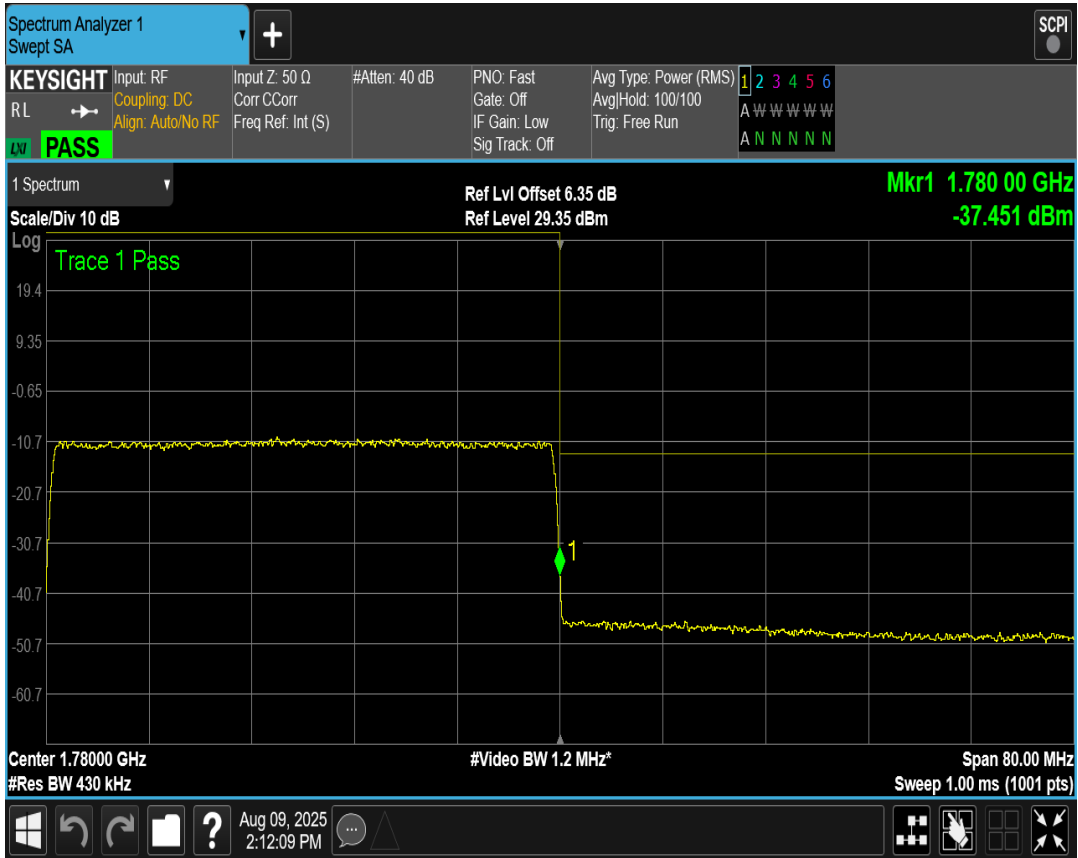 Spectrum Analyzer 1
Swept SA
+
SCPI
KEYSIGHT
RL
LXI PASS
Input: RF
Coupling: DC
Align: Auto/No RF
Input Z: 50 Ω
Corr CCorr
Freq Ref: Int (S)
#Atten: 40 dB
PNO: Fast
Gate: Off
IF Gain: Low
Sig Track: Off
Avg Type: Power (RMS)
Avg|Hold: 100/100
Trig: Free Run
1 2 3 4 5 6
A W W W W W
A N N N N N
1 Spectrum
Scale/Div 10 dB
Ref Lvl Offset 6.35 dB
Ref Level 29.35 dBm
Mkr1 1.780 00 GHz
-37.451 dBm
Log
Trace 1 Pass
19.4
9.35
-0.65
-10.7
-20.7
-30.7
1
-40.7
-50.7
-60.7
Center 1.78000 GHz
#Video BW 1.2 MHz*
Span 80.00 MHz
#Res BW 430 kHz
Sweep 1.00 ms (1001 pts)
?
Aug 09, 2025
2:12:09 PM